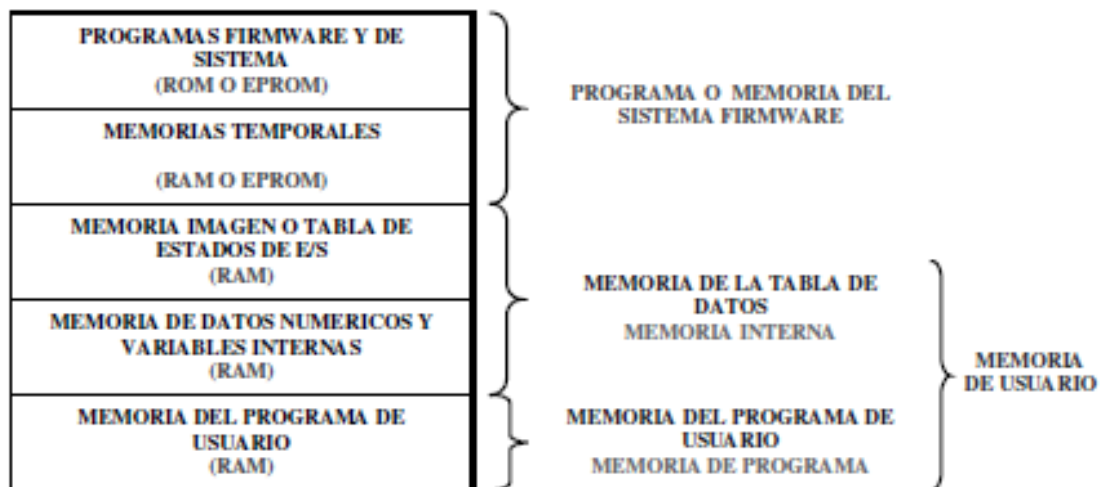 PROGRAMAS FIRMWARE Y DE
SISTEMA
(ROM O EPROM)
MEMORIAS TEMPORALES
(RAM O EPROM)
MEMORIA IMAGEN O TABLA DE
ESTADOS DE E/S
(RAM)
MEMORIA DE DATOS NUMERICOS Y
VARIABLES INTERNAS
(RAM)
MEMORIA DEL PROGRAMA DE
USUARIO
(RAM)
PROGRAMA O MEMORIA DEL
SISTEMA FIRMWARE
MEMORIA DE LA TABLA DE
DATOS
MEMORIA INTERNA
MEMORIA DEL PROGRAMA DE
USUARIO
MEMORIA DE PROGRAMA
MEMORIA
DE USUARIO